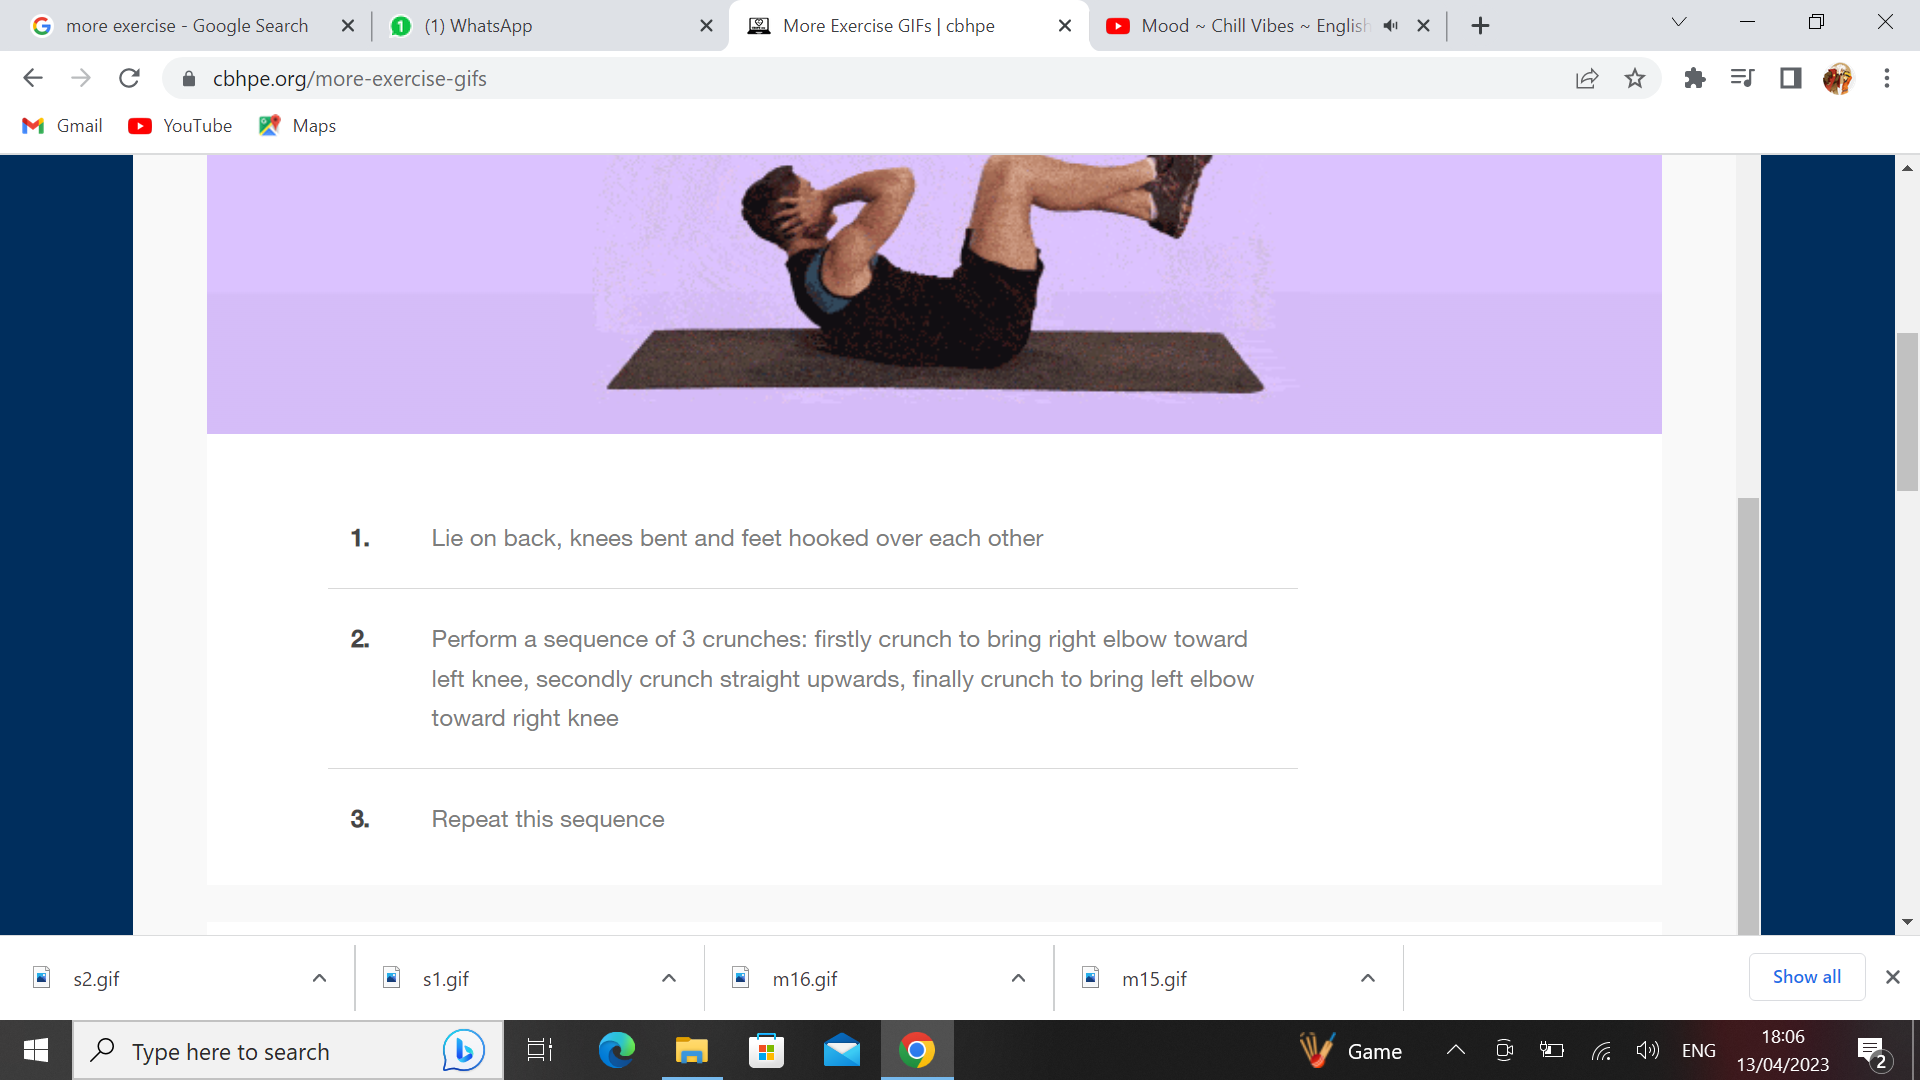 more exercise - Google Search
1
(1) WhatsApp
More Exercise GIFs | cbhpe
Mood ~ Chill Vibes ~ English
cbhpe.org/more-exercise-gifs
Gmail
YouTube
Maps
1. Lie on back, knees bent and feet hooked over each other
2. Perform a sequence of 3 crunches: firstly crunch to bring right elbow toward
left knee, secondly crunch straight upwards, finally crunch to bring left elbow
toward right knee
3. Repeat this sequence
s2.gif
s1.gif
m16.gif
m15.gif
Show all
Type here to search
Game
ENG
18:06
13/04/2023
2